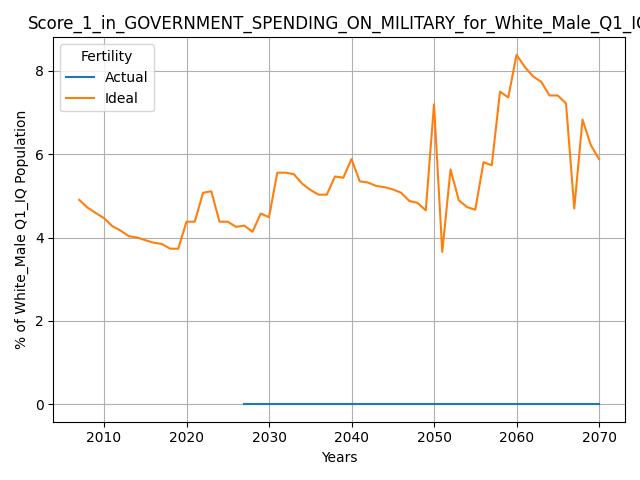 Score_1_in_GOVERNMENT_SPENDING_ON_MILITARY_for_White_Male_Q1_IQ
Fertility
Actual
Ideal
8
6
4
2
0
% of White_Male Q1_IQ Population
2010 2020 2030 2040 2050 2060 2070
Years